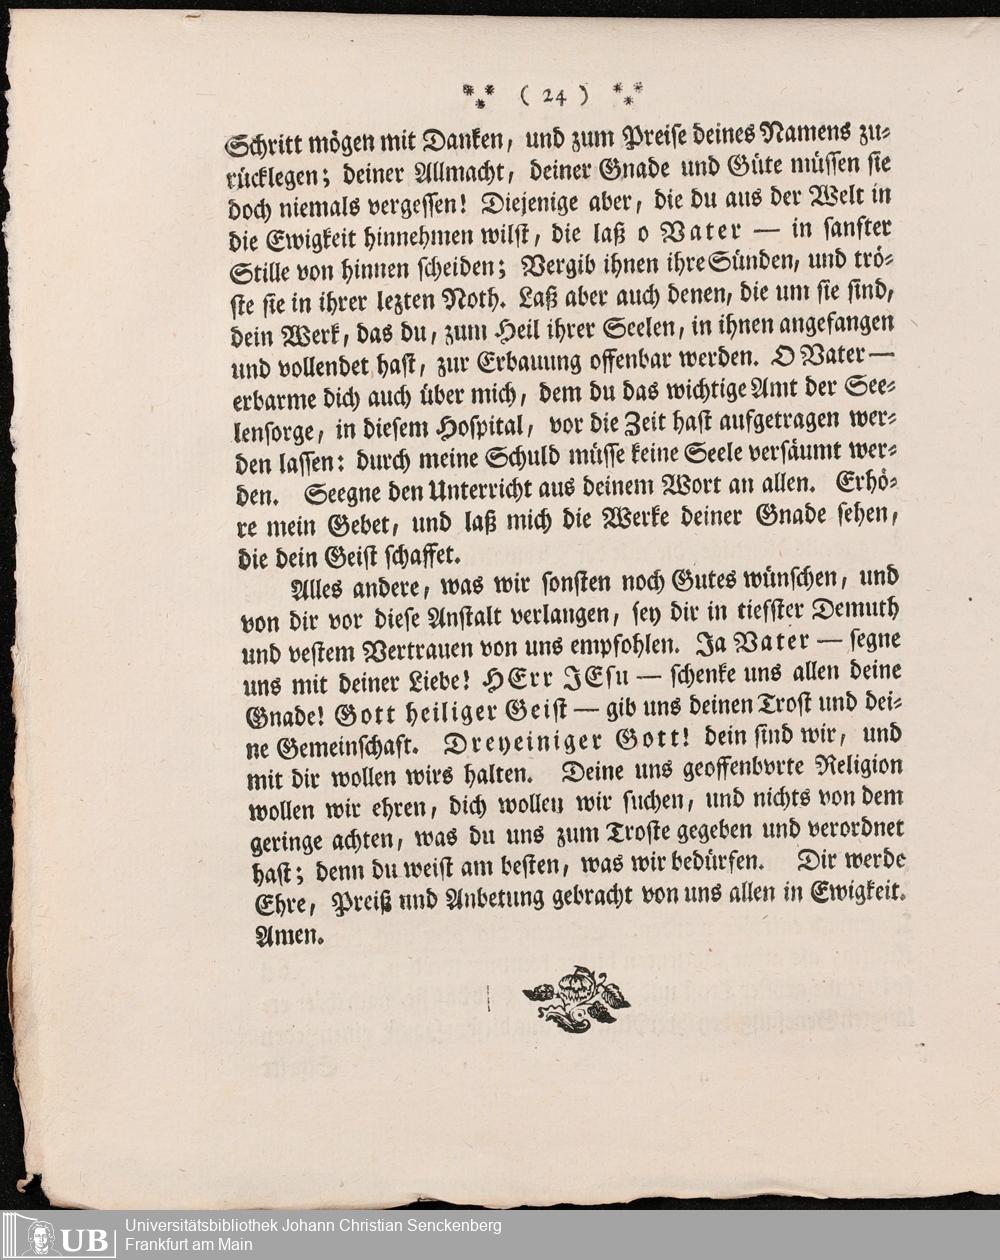 ( 24 )
Schritt mögen mit Danken, und zum Preise deines Namens zu⸗
rücklegen; deiner Allmacht, deiner Gnade und Güte müssen sie
doch niemals vergessen! Diejenige aber, die du aus der Welt in
die Ewigkeit hinnehmen wilst, die laß o Vater — in sanfter
Stille von hinnen scheiden; Vergib ihnen ihre Sünden, und trö⸗
ste sie in ihrer lezten Noth. Laß aber auch denen, die um sie sind,
dein Werk, das du, zum Heil ihrer Seelen, in ihnen angefangen
und vollendet hast, zur Erbauung offenbar werden. O Vater —
erbarme dich auch über mich, dem du das wichtige Amt der See⸗
lensorge, in diesem Hospital, vor die Zeit hast aufgetragen wer⸗
den lassen: durch meine Schuld müsse keine Seele versäumt wer⸗
den. Seegne den Unterricht aus deinem Wort an allen. Erhö⸗
re mein Gebet, und laß mich die Werke deiner Gnade sehen,
die dein Geist schaffet.
Alles andere, was wir sonsten noch Gutes wünschen, und
von dir vor diese Anstalt verlangen, sey dir in tiefster Demuth
und vestem Vertrauen von uns empfohlen. Ja Vater — segne
uns mit deiner Liebe! HErr JEsu — schenke uns allen deine
Gnade! Gott heiliger Geist — gib uns deinen Trost und dei⸗
ne Gemeinschaft. Dreyeiniger Gott! dein sind wir, und
mit dir wollen wirs halten. Deine uns geoffenbvrte Religion
wollen wir ehren, dich wollen wir suchen, und nichts von dem
geringe achten, was du uns zum Troste gegeben und verordnet
hast; denn du weist am besten, was wir bedürfen. Dir werde
Ehre, Preiß und Anbetung gebracht von uns allen in Ewigkeit.
Amen.
UB
Universitätsbibliothek Johann Christian Senckenberg
Frankfurt am Main